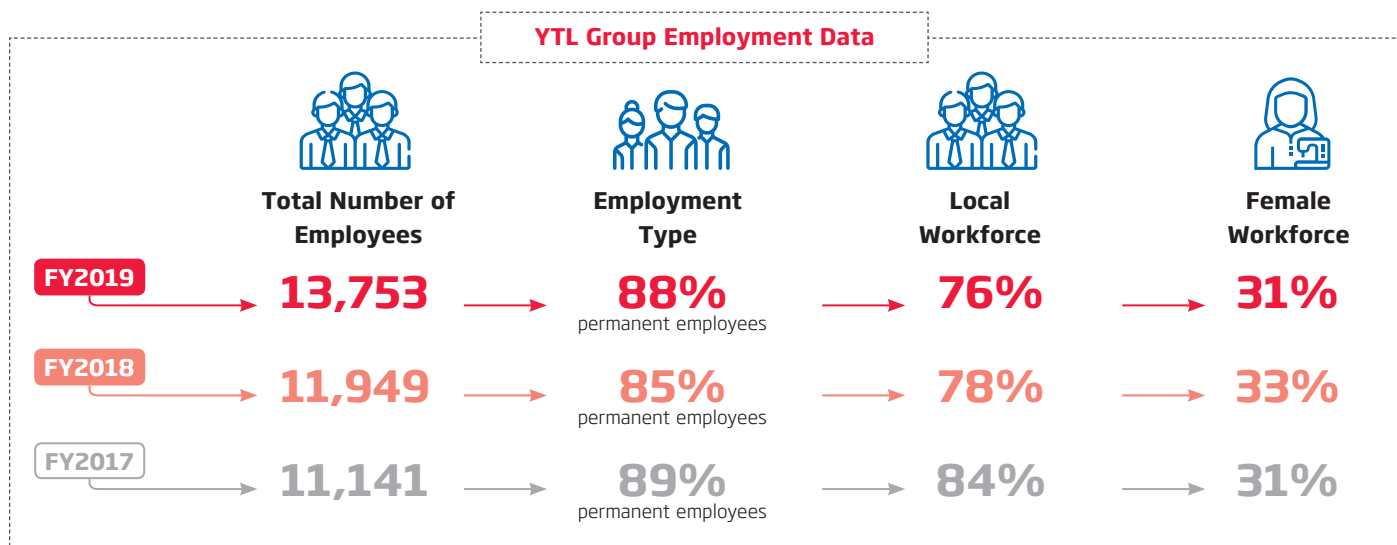 YTL Group Employment Data
Total Number of
Employees
Employment
Type
Local
Workforce
Female
Workforce
FY2019
13,753
88%
permanent employees
76%
31%
FY2018
11,949
85%
permanent employees
78%
33%
FY2017
11,141
89%
permanent employees
84%
31%